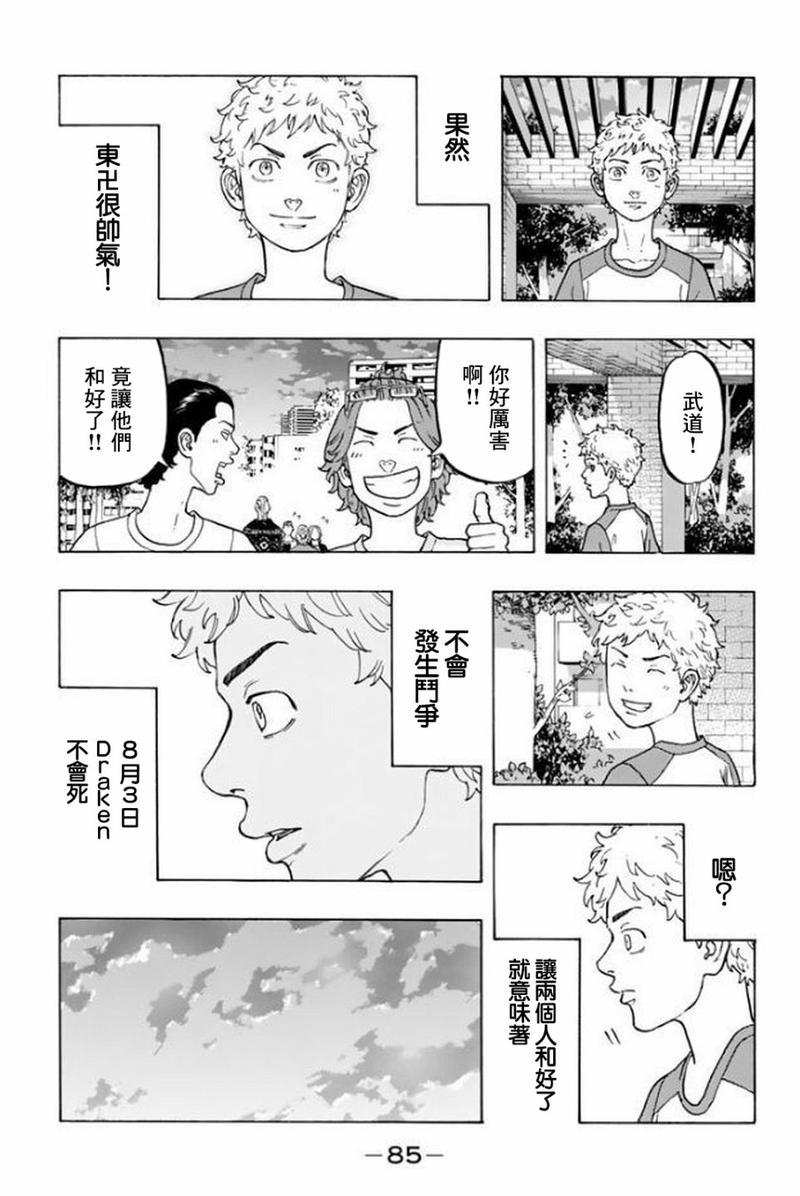 果然
東卍很帥氣！
武道！
你好厲害
啊!!
竟讓他們
和好了!!
嗯？
讓兩個人和好了
就意味著
不會
發生鬥爭
8月3日
Draken
不會死
—85—